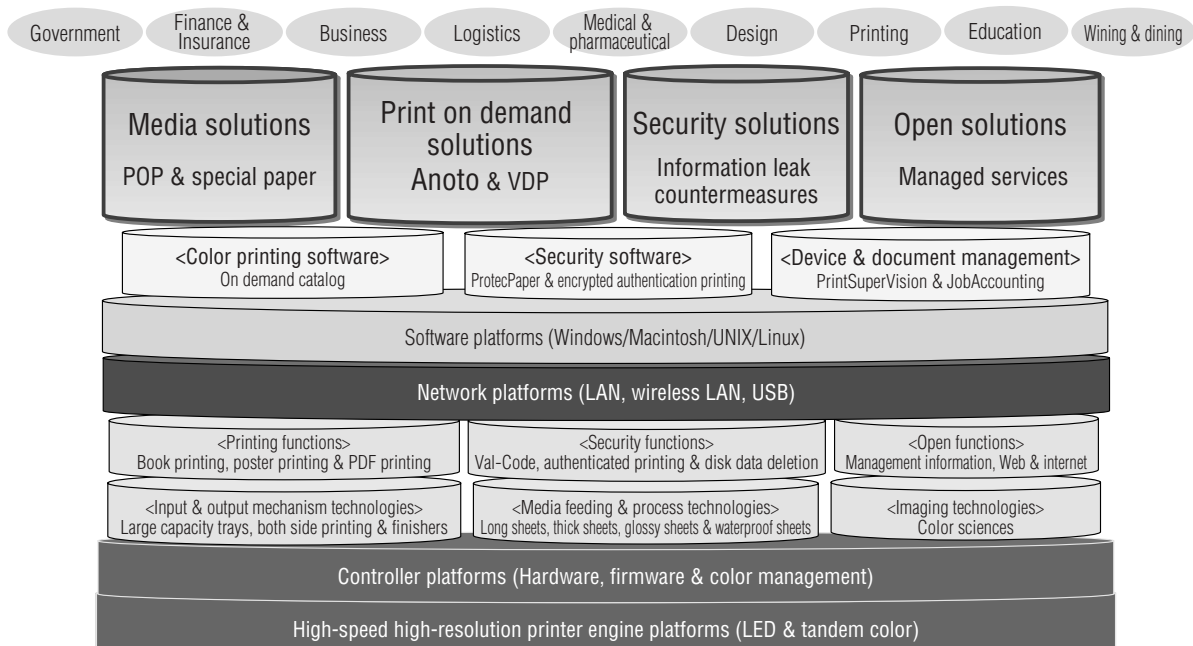 Government
Finance &
Insurance
Business
Logistics
Medical &
pharmaceutical
Design
Printing
Education
Wining & dining
Media solutions
POP & special paper
Print on demand
solutions
Anoto & VDP
Security solutions
Information leak
countermeasures
Open solutions
Managed services
<Color printing software>
On demand catalog
<Security software>
ProtecPaper & encrypted authentication printing
<Device & document management>
PrintSuperVision & JobAccounting
Software platforms (Windows/Macintosh/UNIX/Linux)
Network platforms (LAN, wireless LAN, USB)
<Printing functions>
Book printing, poster printing & PDF printing
<Security functions>
Val-Code, authenticated printing & disk data deletion
<Open functions>
Management information, Web & internet
<Input & output mechanism technologies>
Large capacity trays, both side printing & finishers
<Media feeding & process technologies>
Long sheets, thick sheets, glossy sheets & waterproof sheets
<Imaging technologies>
Color sciences
Controller platforms (Hardware, firmware & color management)
High-speed high-resolution printer engine platforms (LED & tandem color)